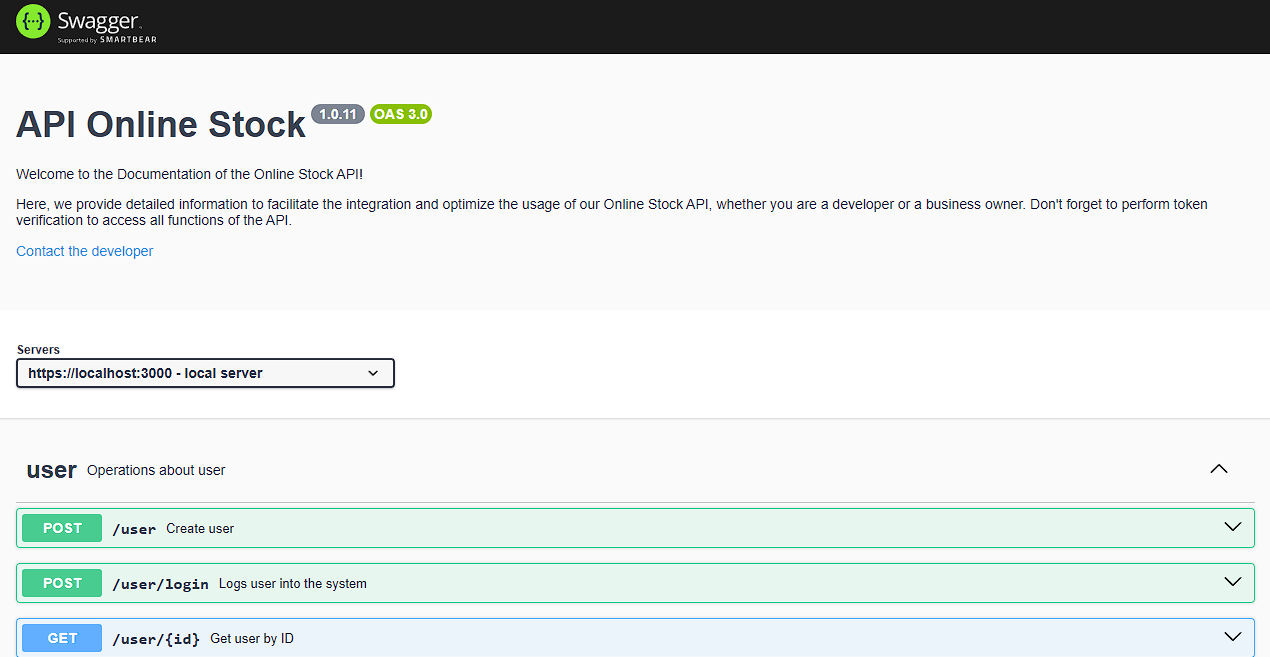 Swagger
Supported by SMARTBEAR
API Online Stock 1.0.11 OAS 3.0
Welcome to the Documentation of the Online Stock API!
Here, we provide detailed information to facilitate the integration and optimize the usage of our Online Stock API, whether you are a developer or a business owner. Don't forget to perform token
verification to access all functions of the API.
Contact the developer
Servers
https://localhost:3000 - local server
user Operations about user
POST /user Create user
POST /user/login Logs user into the system
GET /user/{id} Get user by ID